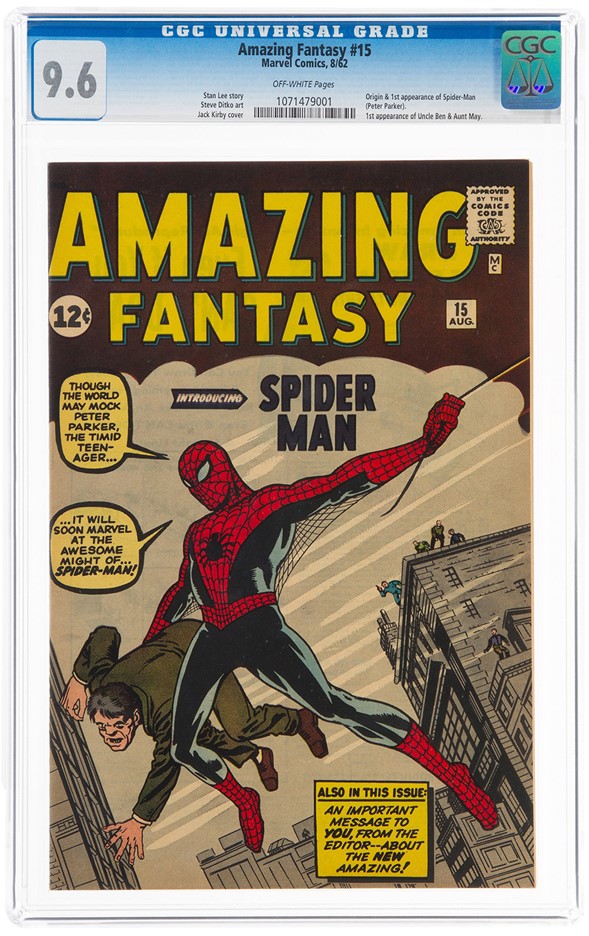 CGC UNIVERSAL GRADE
9.6
Amazing Fantasy #15
Marvel Comics, 8/62
OFF-WHITE Pages
Stan Lee story
Steve Ditko art
Jack Kirby cover
1071479001
Origin & 1st appearance of Spider-Man
(Peter Parker).
1st appearance of Uncle Ben & Aunt May.
CGC
AMAZING
FANTASY
APPROVED
BY THE
COMICS
CODE
CA
AUTHORITY
M
C
12¢
15
AUG.
INTRODUCING
SPIDER
MAN
THOUGH
THE WORLD
MAY MOCK
PETER
PARKER,
THE TIMID
TEEN-
AGER...
...IT WILL
SOON MARVEL
AT THE
AWESOME
MIGHT OF...
SPIDER-MAN!
ALSO IN THIS ISSUE:
AN IMPORTANT
MESSAGE TO
YOU, FROM THE
EDITOR--ABOUT
THE NEW
AMAZING!